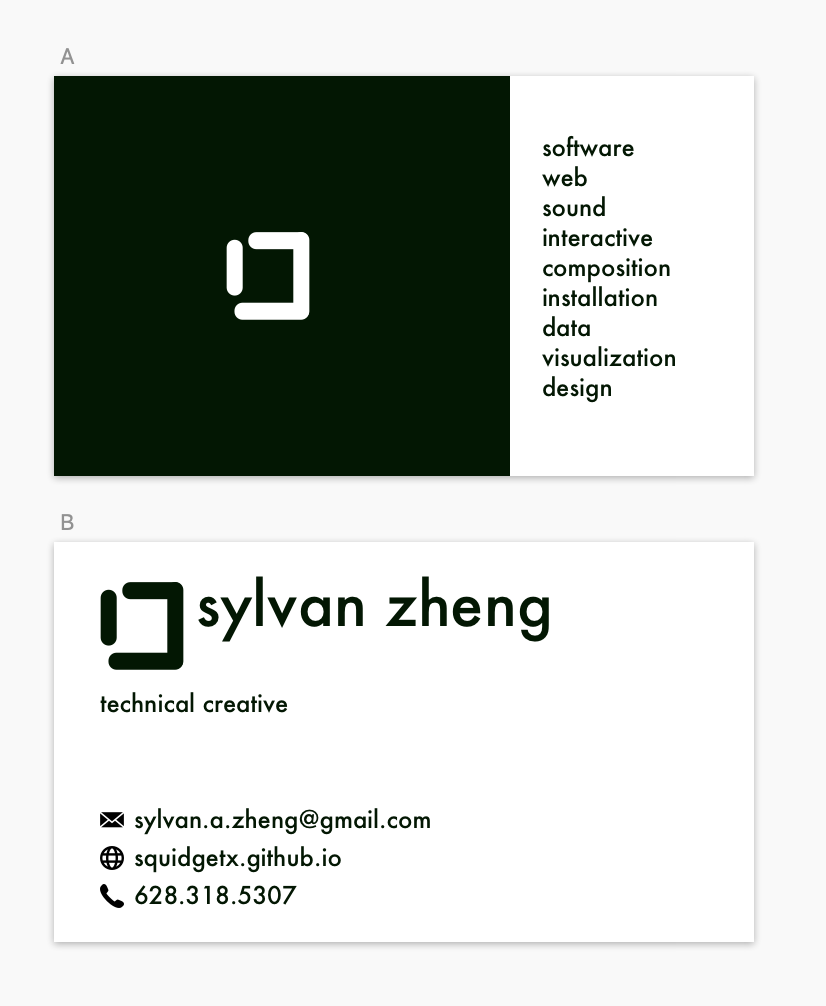 A
software
web
sound
interactive
composition
installation
data
visualization
design
B
sylvan zheng
technical creative
sylvan.a.zheng@gmail.com
squidgetx.github.io
628.318.5307